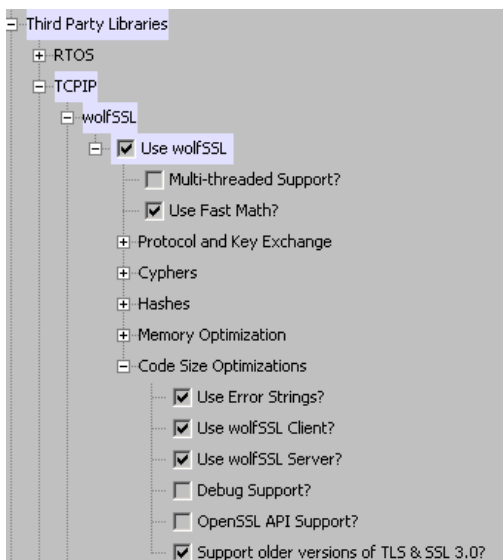 Third Party Libraries
RTOS
TCPIP
wolfSSL
Use wolfSSL
Multi-threaded Support?
Use Fast Math?
Protocol and Key Exchange
Cyphers
Hashes
Memory Optimization
Code Size Optimizations
Use Error Strings?
Use wolfSSL Client?
Use wolfSSL Server?
Debug Support?
OpenSSL API Support?
Support older versions of TLS & SSL 3.0?